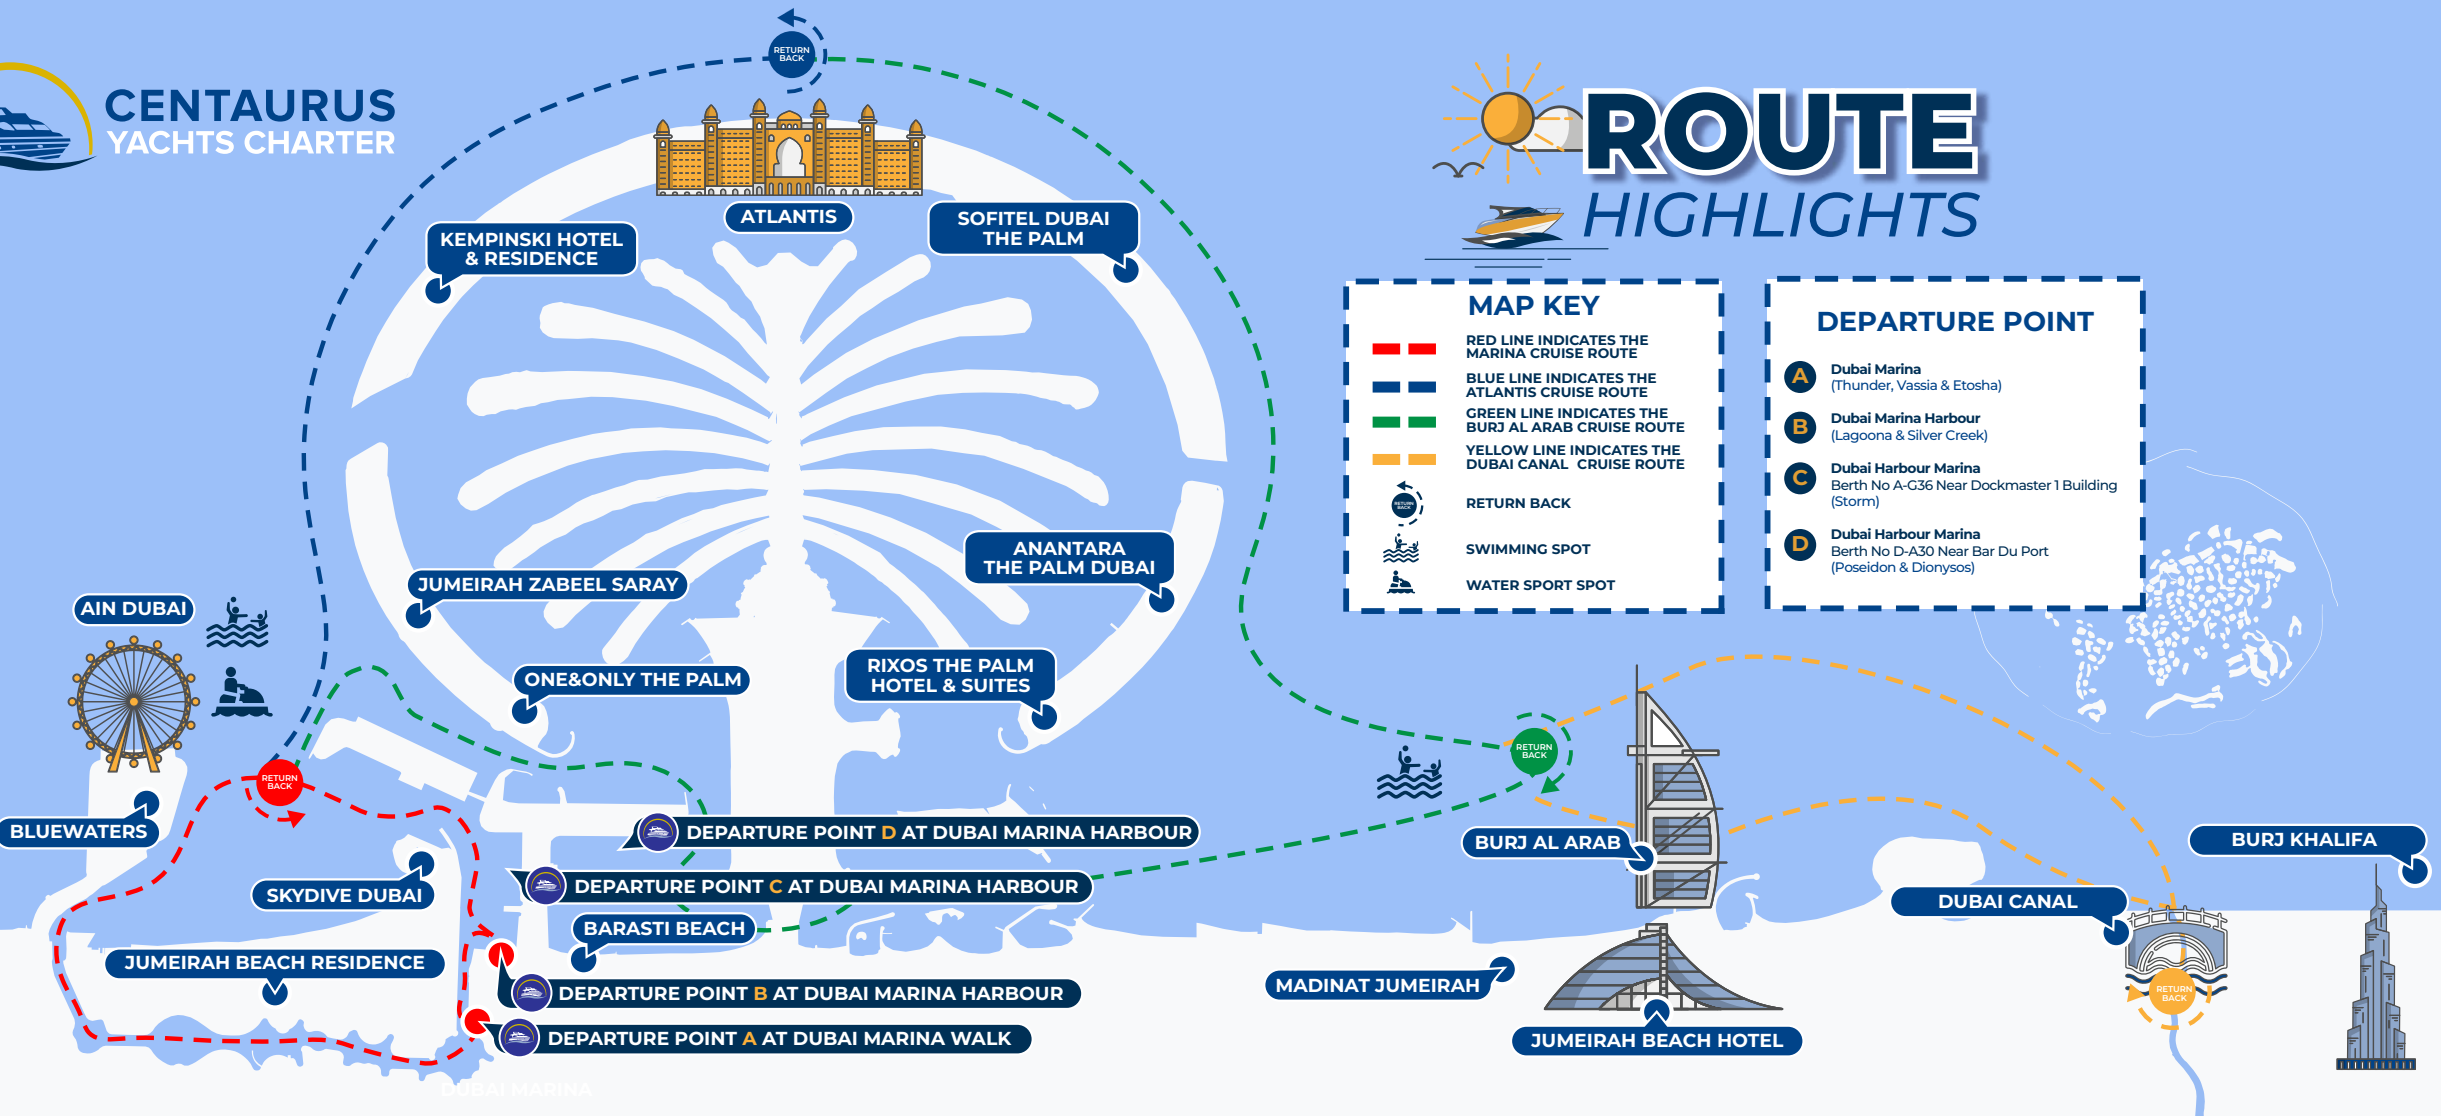 CENTAURUS
YACHTS CHARTER
RETURN
BACK
ATLANTIS
KEMPINSKI HOTEL
& RESIDENCE
SOFITEL DUBAI
THE PALM
JUMEIRAH ZABEEL SARAY
ANANTARA
THE PALM DUBAI
ONE&ONLY THE PALM
RIXOS THE PALM
HOTEL & SUITES
AIN DUBAI
RETURN
BACK
BLUEWATERS
SKYDIVE DUBAI
JUMEIRAH BEACH RESIDENCE
DEPARTURE POINT D AT DUBAI MARINA HARBOUR
DEPARTURE POINT C AT DUBAI MARINA HARBOUR
BARASTI BEACH
DEPARTURE POINT B AT DUBAI MARINA HARBOUR
DEPARTURE POINT A AT DUBAI MARINA WALK
DUBAI MARINA
ROUTE
HIGHLIGHTS
MAP KEY
RED LINE INDICATES THE
MARINA CRUISE ROUTE
BLUE LINE INDICATES THE
ATLANTIS CRUISE ROUTE
GREEN LINE INDICATES THE
BURJ AL ARAB CRUISE ROUTE
YELLOW LINE INDICATES THE
DUBAI CANAL CRUISE ROUTE
RETURN
BACK
RETURN BACK
SWIMMING SPOT
WATER SPORT SPOT
DEPARTURE POINT
A
Dubai Marina
(Thunder, Vassia & Etosha)
B
Dubai Marina Harbour
(Lagoona & Silver Creek)
C
Dubai Harbour Marina
Berth No A-G36 Near Dockmaster 1 Building
(Storm)
D
Dubai Harbour Marina
Berth No D-A30 Near Bar Du Port
(Poseidon & Dionysos)
RETURN
BACK
BURJ AL ARAB
MADINAT JUMEIRAH
JUMEIRAH BEACH HOTEL
DUBAI CANAL
RETURN
BACK
BURJ KHALIFA